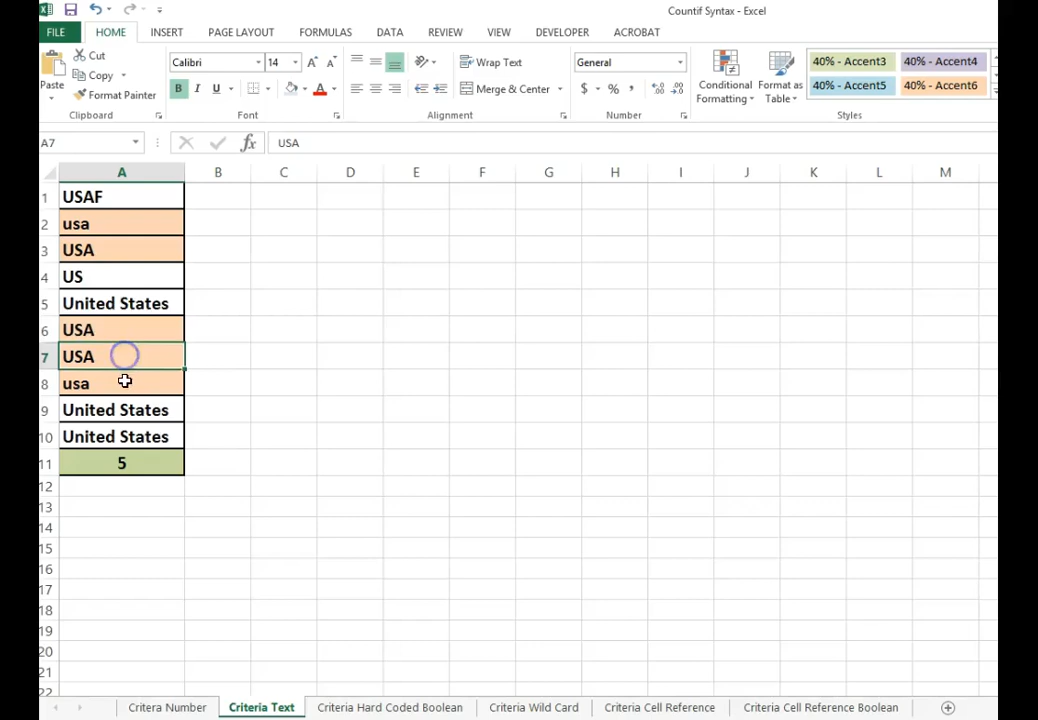 Countif Syntax - Excel
FILE HOME INSERT PAGE LAYOUT FORMULAS DATA REVIEW VIEW DEVELOPER ACROBAT
Paste
Cut
Copy
Format Painter
Clipboard
Calibri 14
B I U
Font
Wrap Text
Merge & Center
Alignment
General
$ % ,
Number
Conditional Formatting
Format as Table
40% - Accent3 40% - Accent4
40% - Accent5 40% - Accent6
Styles
A7 fx USA
A B C D E F G H I J K L M
1 USAF
2 usa
3 USA
4 US
5 United States
6 USA
7 USA
8 usa
9 United States
10 United States
11 5
12
13
14
15
16
17
18
19
20
21
22
Critera Number Criteria Text Criteria Hard Coded Boolean Criteria Wild Card Criteria Cell Reference Criteria Cell Reference Boolean